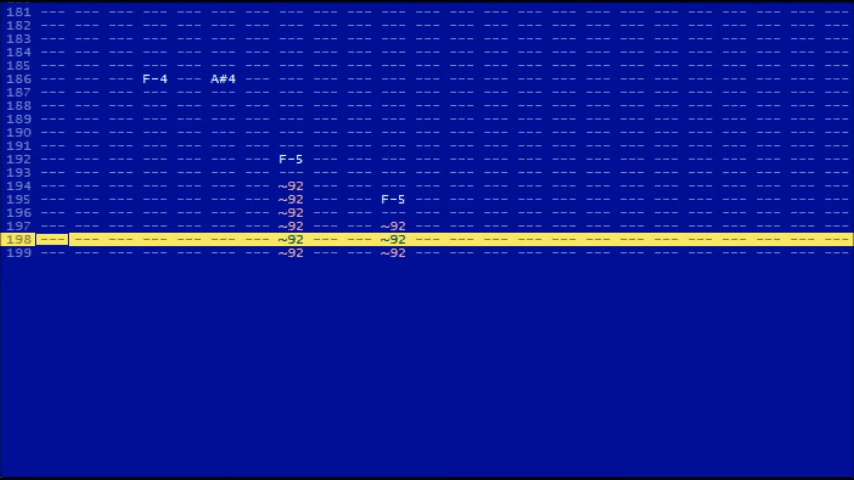 181 --- --- --- --- --- --- --- --- --- --- --- --- --- --- --- --- --- --- --- --- --- --- --- ---
182 --- --- --- --- --- --- --- --- --- --- --- --- --- --- --- --- --- --- --- --- --- --- --- ---
183 --- --- --- --- --- --- --- --- --- --- --- --- --- --- --- --- --- --- --- --- --- --- --- ---
184 --- --- --- --- --- --- --- --- --- --- --- --- --- --- --- --- --- --- --- --- --- --- --- ---
185 --- --- --- --- --- --- --- --- --- --- --- --- --- --- --- --- --- --- --- --- --- --- --- ---
186 --- --- --- F-4 --- A#4 --- --- --- --- --- --- --- --- --- --- --- --- --- --- --- --- --- ---
187 --- --- --- --- --- --- --- --- --- --- --- --- --- --- --- --- --- --- --- --- --- --- --- ---
188 --- --- --- --- --- --- --- --- --- --- --- --- --- --- --- --- --- --- --- --- --- --- --- ---
189 --- --- --- --- --- --- --- --- --- --- --- --- --- --- --- --- --- --- --- --- --- --- --- ---
190 --- --- --- --- --- --- --- --- --- --- --- --- --- --- --- --- --- --- --- --- --- --- --- ---
191 --- --- --- --- --- --- --- --- --- --- --- --- --- --- --- --- --- --- --- --- --- --- --- ---
192 --- --- --- --- --- --- --- F-5 --- --- --- --- --- --- --- --- --- --- --- --- --- --- --- ---
193 --- --- --- --- --- --- --- --- --- --- --- --- --- --- --- --- --- --- --- --- --- --- --- ---
194 --- --- --- --- --- --- --- ~92 --- --- --- --- --- --- --- --- --- --- --- --- --- --- --- ---
195 --- --- --- --- --- --- --- ~92 --- --- F-5 --- --- --- --- --- --- --- --- --- --- --- --- ---
196 --- --- --- --- --- --- --- ~92 --- --- --- --- --- --- --- --- --- --- --- --- --- --- --- ---
197 --- --- --- --- --- --- --- ~92 --- --- ~92 --- --- --- --- --- --- --- --- --- --- --- --- ---
198 --- --- --- --- --- --- --- ~92 --- --- ~92 --- --- --- --- --- --- --- --- --- --- --- --- ---
199 --- --- --- --- --- --- --- ~92 --- --- ~92 --- --- --- --- --- --- --- --- --- --- --- --- ---